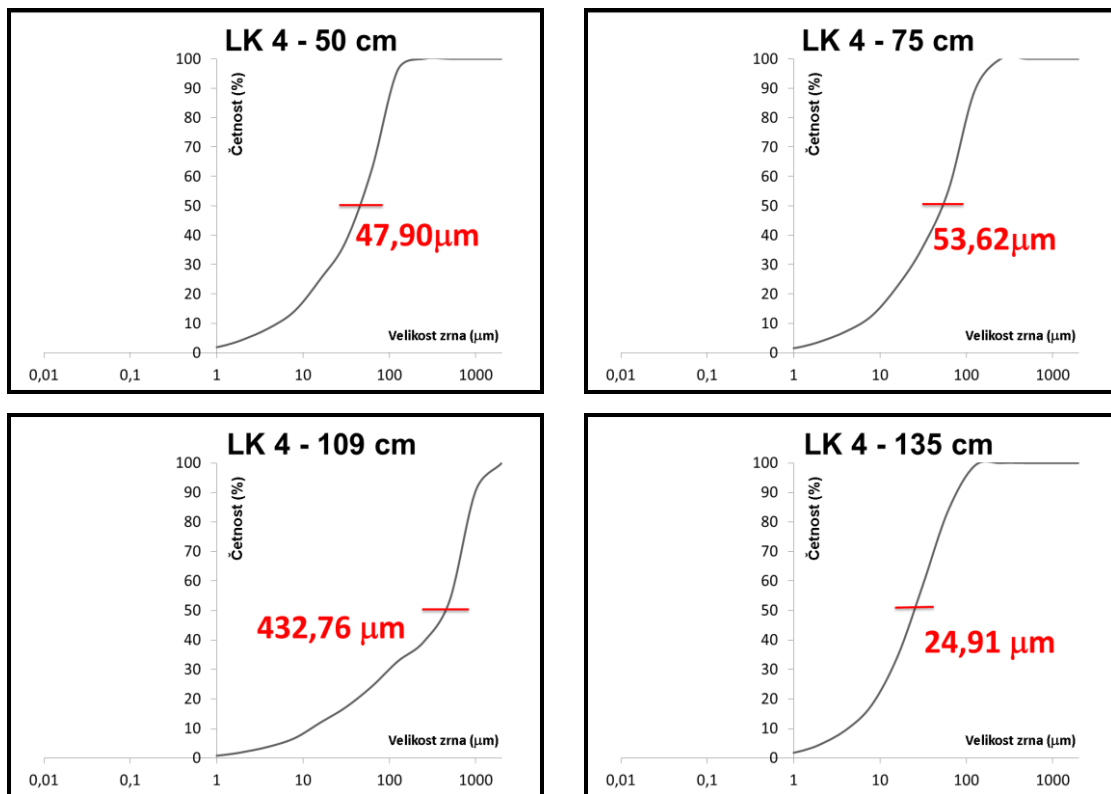 LK 4 - 50 cm
Četnost (%)
100
90
80
70
60
50
40
30
20
10
0
47,90μm
Velikost zrna (μm)
0,01 0,1 1 10 100 1000
LK 4 - 75 cm
Četnost (%)
100
90
80
70
60
50
40
30
20
10
0
53,62μm
Velikost zrna (μm)
0,01 0,1 1 10 100 1000
LK 4 - 109 cm
Četnost (%)
100
90
80
70
60
50
40
30
20
10
0
432,76 μm
Velikost zrna (μm)
0,01 0,1 1 10 100 1000
LK 4 - 135 cm
Četnost (%)
100
90
80
70
60
50
40
30
20
10
0
24,91 μm
Velikost zrna (μm)
0,01 0,1 1 10 100 1000